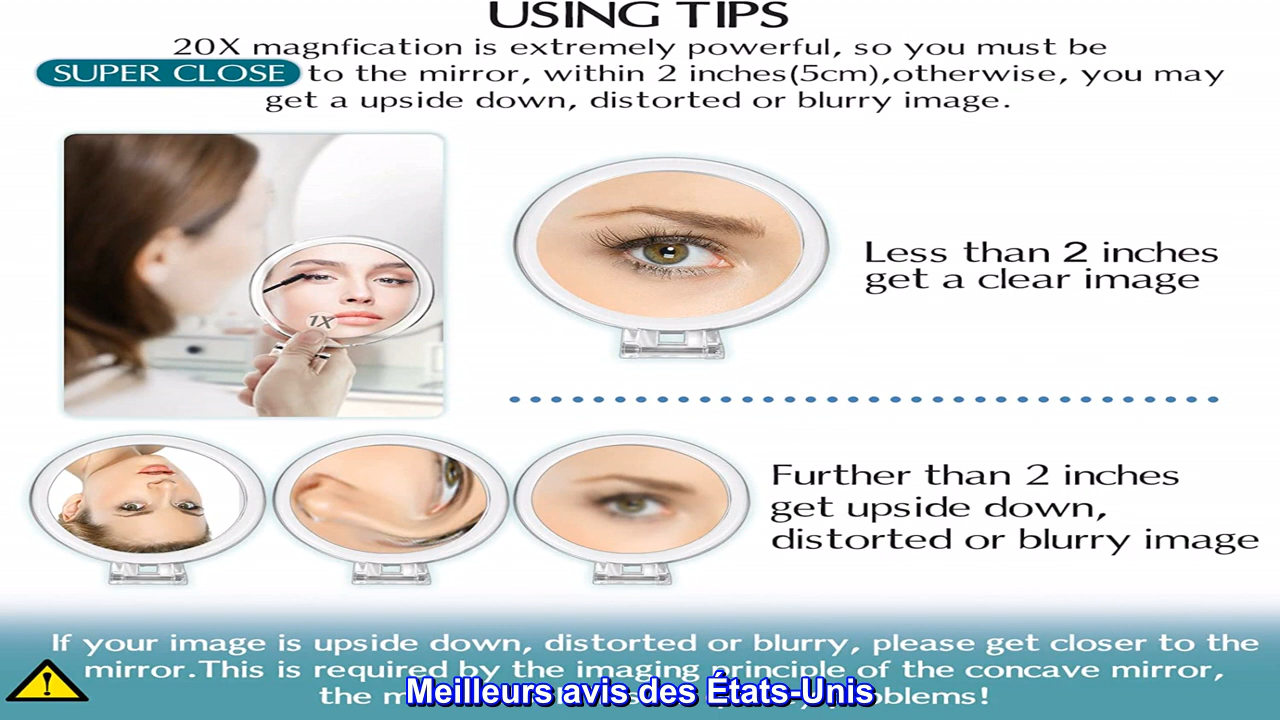 USING TIPS
20X magnfication is extremely powerful, so you must be
SUPER CLOSE to the mirror, within 2 inches(5cm),otherwise, you may
get a upside down, distorted or blurry image.
1X
Less than 2 inches
get a clear image
Further than 2 inches
get upside down,
distorted or blurry image
If your image is upside down, distorted or blurry, please get closer to the
mirror.This is required by the imaging principle of the concave mirror,
the
Meilleurs avis des États-Unis